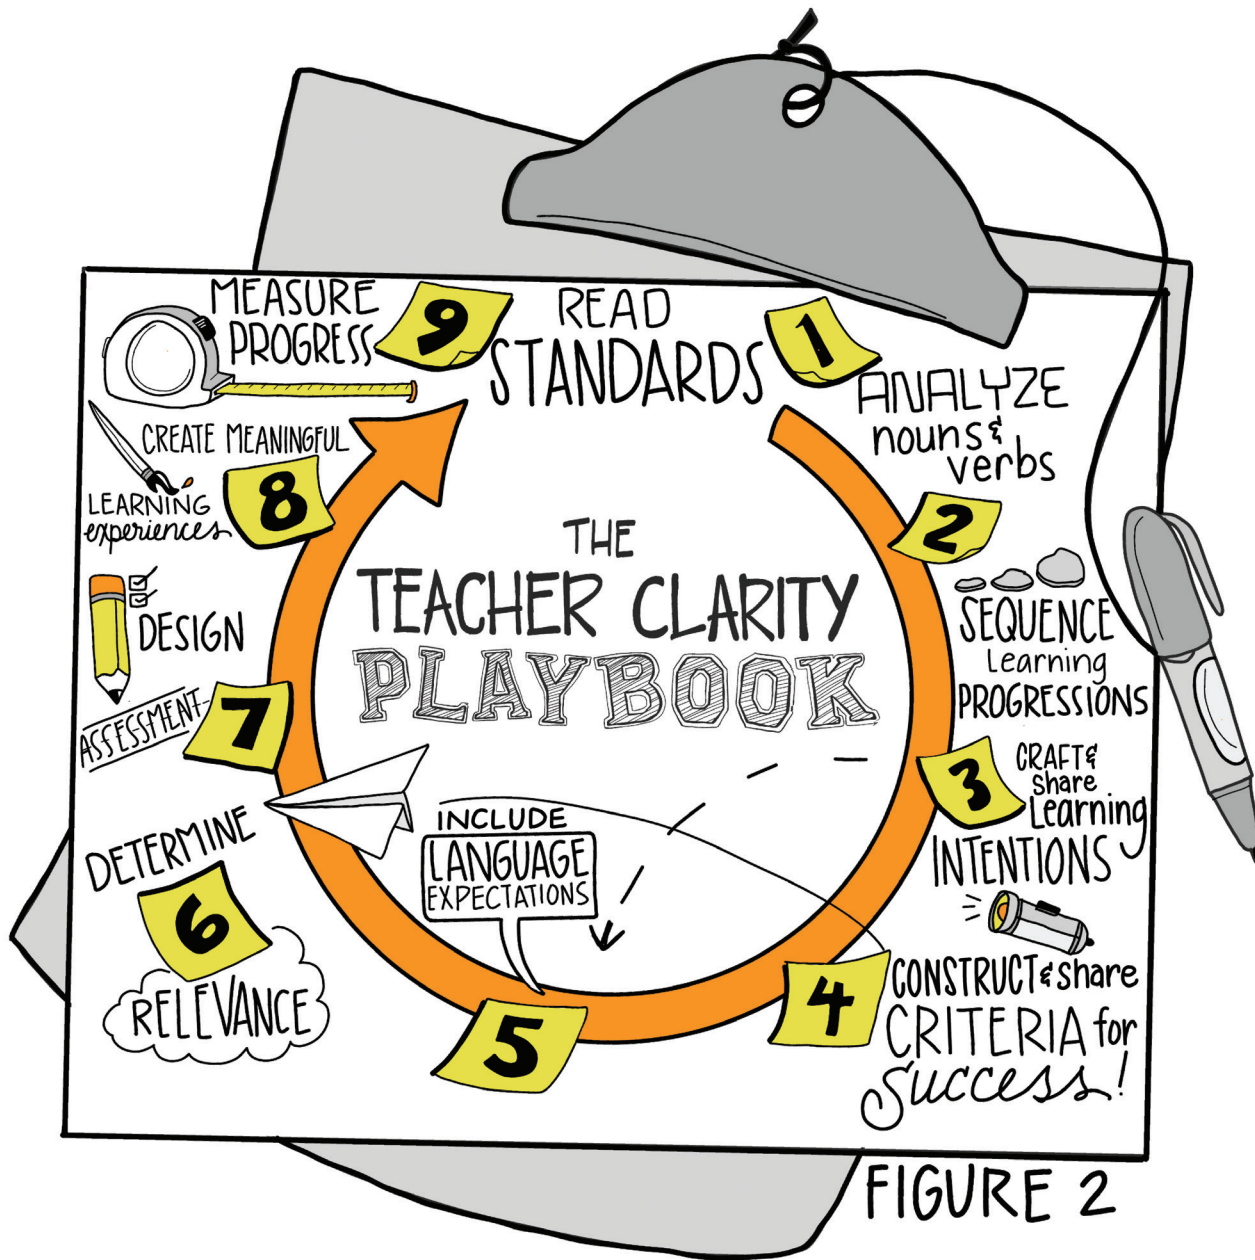 THE
TEACHER CLARITY
PLAYBOOK
READ
STANDARDS
1
ANALYZE
nouns &
verbs
2
SEQUENCE
Learning
PROGRESSIONS
3
CRAFT &
share
Learning
INTENTIONS
4
CONSTRUCT & share
CRITERIA for
Success!
5
INCLUDE
LANGUAGE
EXPECTATIONS
6
DETERMINE
RELEVANCE
7
DESIGN
ASSESSMENT
8
CREATE MEANINGFUL
LEARNING
experiences
9
MEASURE
PROGRESS
FIGURE 2